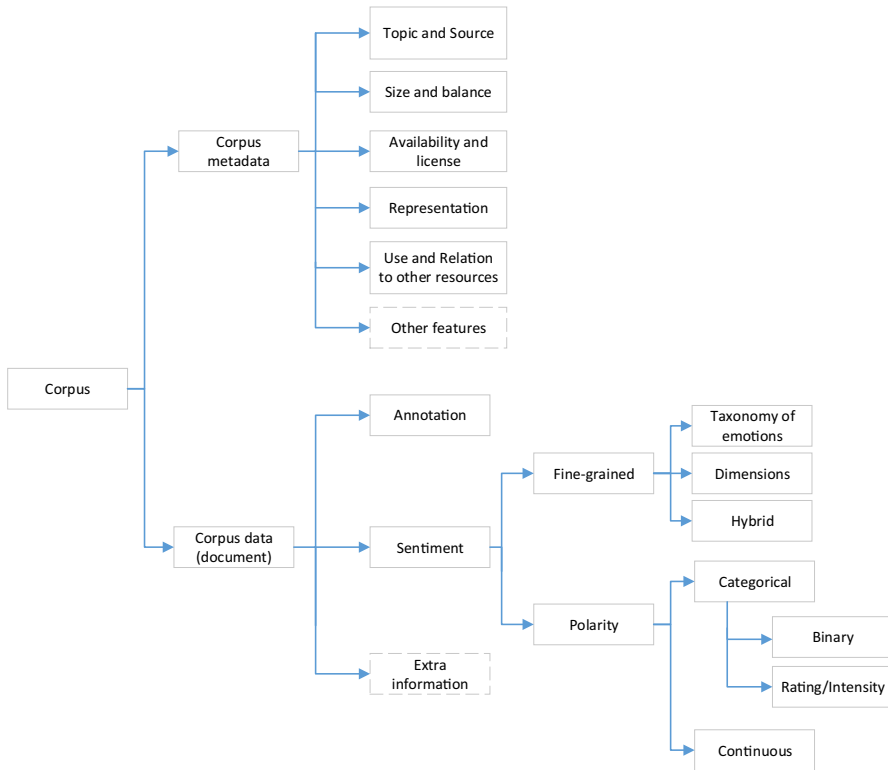 Topic and Source
Size and balance
Corpus
metadata
Availability and
license
Representation
Use and Relation
to other resources
Other features
Corpus
Annotation
Taxonomy of
emotions
Fine-grained
Dimensions
Hybrid
Corpus data
(document)
Sentiment
Categorical
Polarity
Binary
Extra
information
Rating/Intensity
Continuous